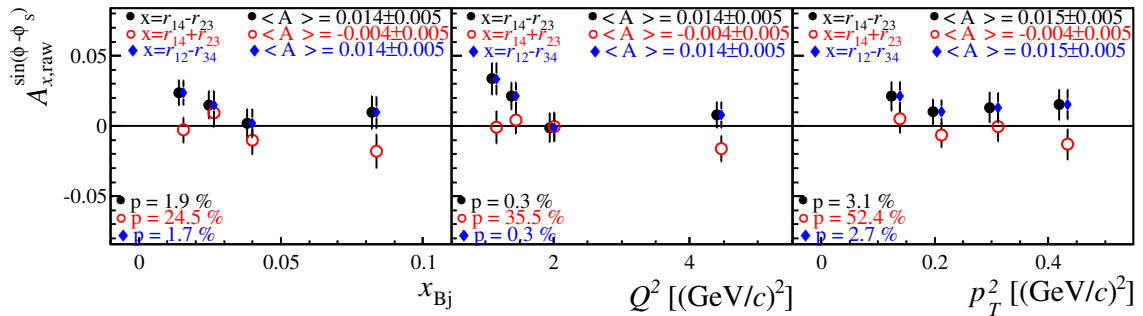 A_{x,raw}^{sin(ϕ-ϕ_s)}
0.05
0
-0.05
x=r₁₄-r₂₃ < A >= 0.014±0.005
x=r₁₄+r₂₃ < A >= -0.004±0.005
x=r₁₂-r₃₄ < A >= 0.014±0.005
p = 1.9 %
p = 24.5 %
p = 1.7 %
0 0.05 0.1
x_{Bj}
x=r₁₄-r₂₃ < A >= 0.014±0.005
x=r₁₄+r₂₃ < A >= -0.004±0.005
x=r₁₂-r₃₄ < A >= 0.014±0.005
p = 0.3 %
p = 35.5 %
p = 0.3 %
2 4
Q² [(GeV/c)²]
x=r₁₄-r₂₃ < A >= 0.015±0.005
x=r₁₄+r₂₃ < A >= -0.004±0.005
x=r₁₂-r₃₄ < A >= 0.015±0.005
p = 3.1 %
p = 52.4 %
p = 2.7 %
0 0.2 0.4
p_T² [(GeV/c)²]